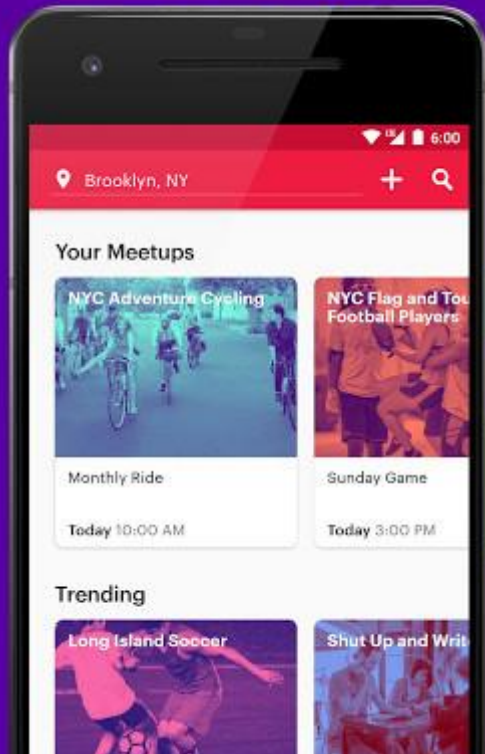 6:00
Brooklyn, NY
Your Meetups
NYC Adventure Cycling
NYC Flag and Tou
Football Players
Monthly Ride
Sunday Game
Today 10:00 AM
Today 3:00 PM
Trending
Long Island Soccer
Shut Up and Writ